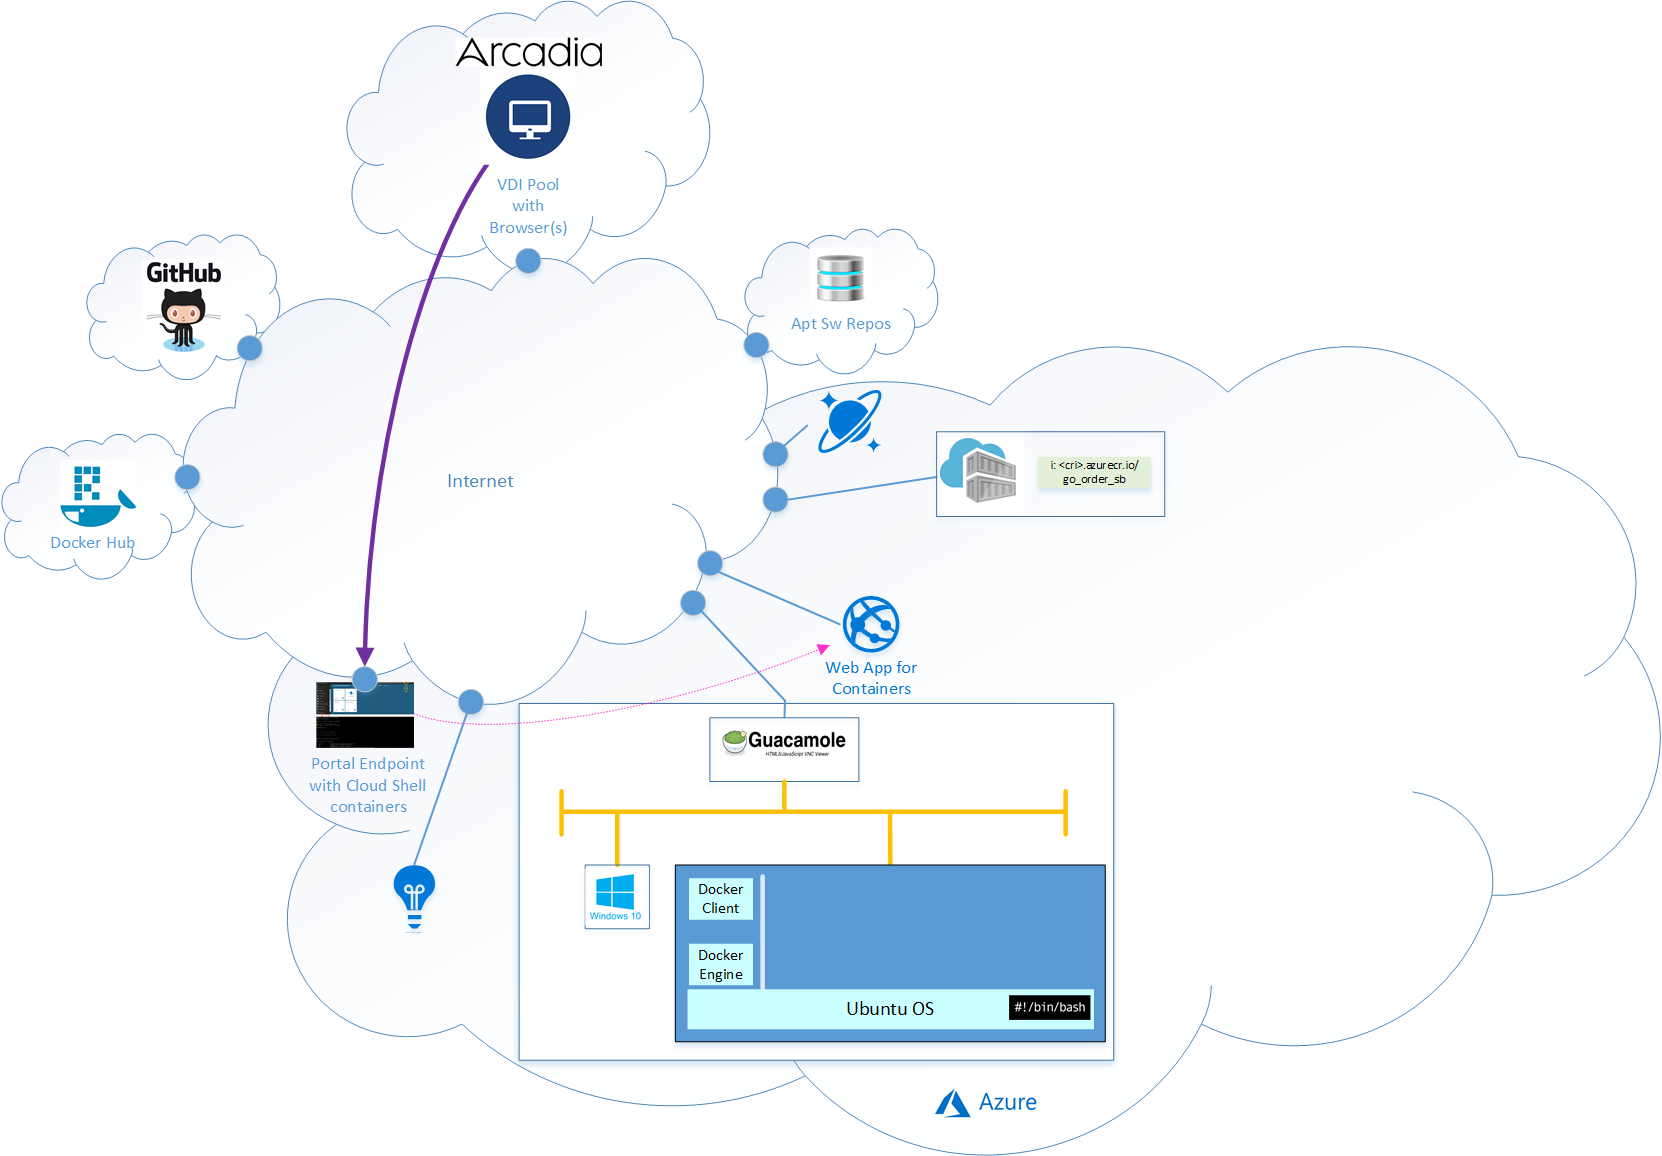 Arcadia
VDI Pool
with
Browser(s)
GitHub
Apt Sw Repos
Internet
i: <cri>.azurecr.io/
go_order_sb
Docker Hub
Web App for
Containers
Portal Endpoint
with Cloud Shell
containers
Guacamole
HTML5/JavaScript VNC Viewer
Windows 10
Docker
Client
Docker
Engine
Ubuntu OS
#!/bin/bash
Azure